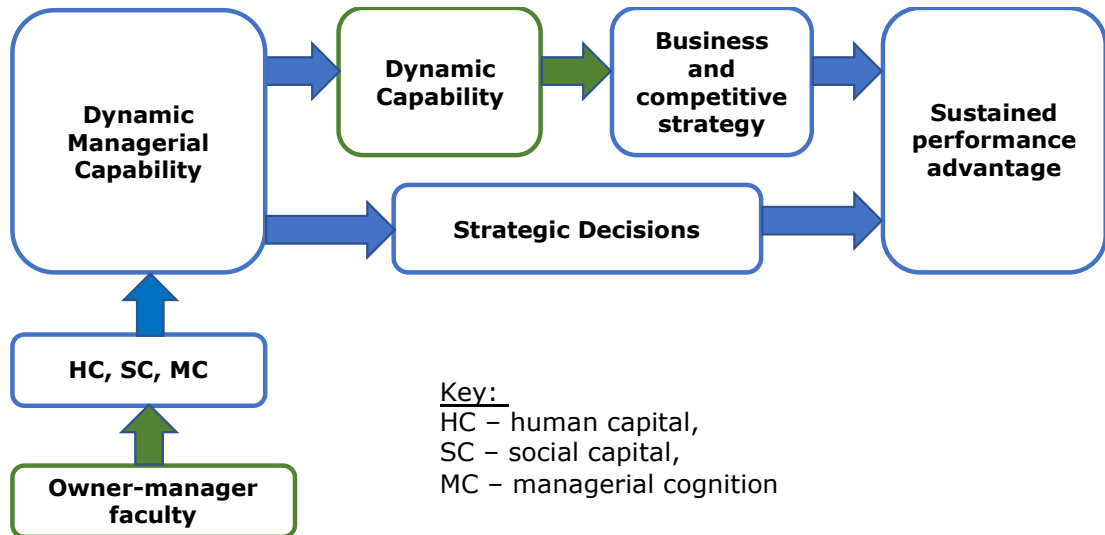 Dynamic
Managerial
Capability
Dynamic
Capability
Business
and
competitive
strategy
Sustained
performance
advantage
Strategic Decisions
HC, SC, MC
Owner-manager
faculty
Key:
HC – human capital,
SC – social capital,
MC – managerial cognition